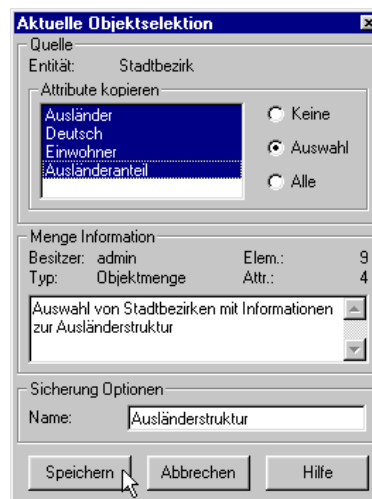 Aktuelle Objektselektion
Quelle
Entität: Stadtbezirk
Attribute kopieren
Ausländer
Deutsch
Einwohner
Ausländeranteil
Keine
Auswahl
Alle
Menge Information
Besitzer: admin Elem.: 9
Typ: Objektmenge Attr.: 4
Auswahl von Stadtbezirken mit Informationen
zur Ausländerstruktur
Sicherung Optionen
Name: Ausländerstruktur
Speichern Abbrechen Hilfe